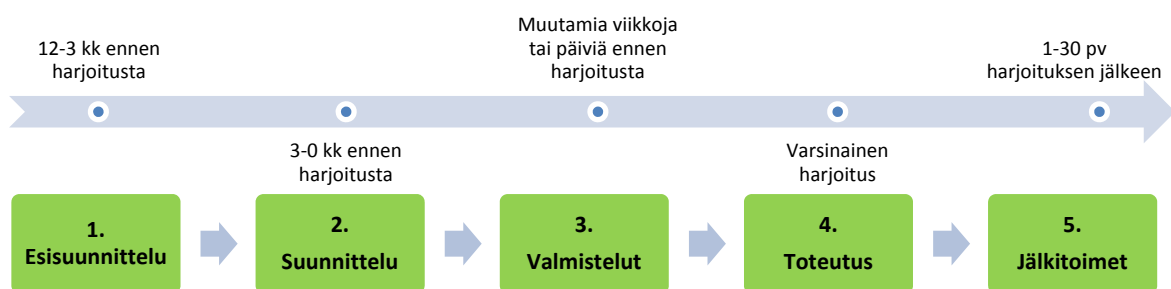 12-3 kk ennen
harjoitusta
Muutamia viikkoja
tai päiviä ennen
harjoitusta
1-30 pv
harjoituksen jälkeen
3-0 kk ennen
harjoitusta
Varsinainen
harjoitus
1.
Esisuunnittelu
2.
Suunnittelu
3.
Valmistelut
4.
Toteutus
5.
Jälkitoimet